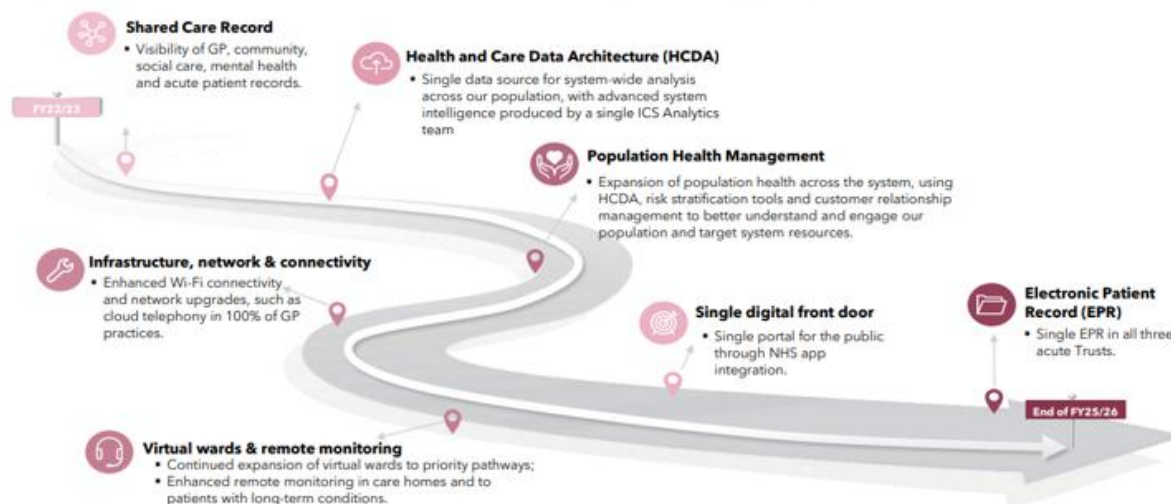 Shared Care Record
▪ Visibility of GP, community,
social care, mental health
and acute patient records.
FY22/23
Health and Care Data Architecture (HCDA)
▪ Single data source for system-wide analysis
across our population, with advanced system
intelligence produced by a single ICS Analytics
team
Population Health Management
▪ Expansion of population health across the system, using
HCDA, risk stratification tools and customer relationship
management to better understand and engage our
population and target system resources.
Infrastructure, network & connectivity
▪ Enhanced Wi-Fi connectivity
and network upgrades, such as
cloud telephony in 100% of GP
practices.
Single digital front door
▪ Single portal for the public
through NHS app
integration.
Electronic Patient
Record (EPR)
▪ Single EPR in all three
acute Trusts.
End of FY25/26
Virtual wards & remote monitoring
▪ Continued expansion of virtual wards to priority pathways;
▪ Enhanced remote monitoring in care homes and to
patients with long-term conditions.